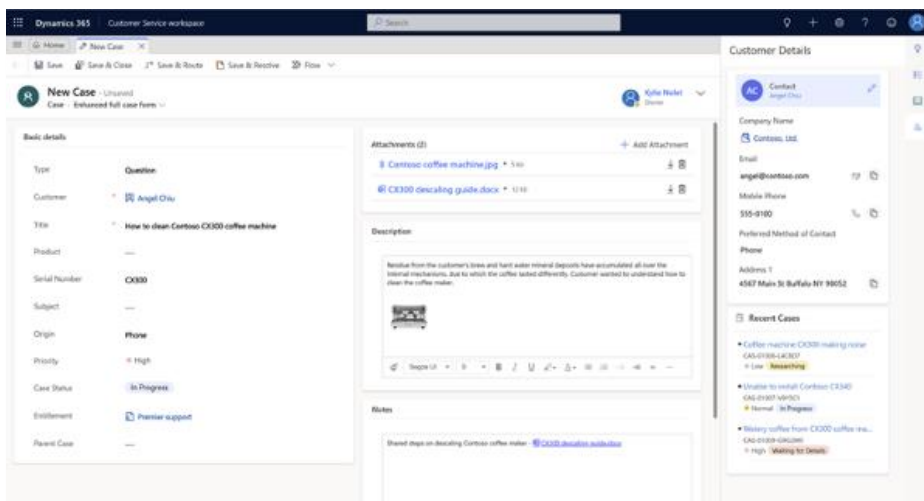 Dynamics 365 Customer Service workspace
Search
Home
New Case
Save
Save & Close
Save & Route
Save & Resolve
Flow
New Case - Unsaved
Case · Enhanced full case form
Kylie Nolet
Owner
Basic details
Type Question
Customer * Angel Chiu
Title * How to clean Contoso CX300 coffee machine
Product ---
Serial Number CX300
Subject ---
Origin Phone
Priority High
Case Status In Progress
Entitlement Premier support
Parent Case ---
Attachments (2)
Add Attachment
Contoso coffee machine.jpg
CX300 descaling guide.docx
Description
Residue from the customer's brew and hard water mineral deposits have accumulated all over the
internal mechanisms, due to which the coffee tasted differently. Customer wanted to understand how to
clean the coffee maker.
Segoe UI 9 B I U
Notes
Shared steps on descaling Contoso coffee maker - CX300 descaling guide.docx
Customer Details
AC
Contact
Angel Chiu
Company Name
Contoso, Ltd.
Email
angel@contoso.com
Mobile Phone
555-0100
Preferred Method of Contact
Phone
Address 1
4567 Main St Buffalo NY 98052
Recent Cases
Coffee machine CX300 making noise
Low Researching
Unable to install Contoso CX340
Normal In Progress
Watery coffee from CX300 coffee ma...
High Waiting for Details